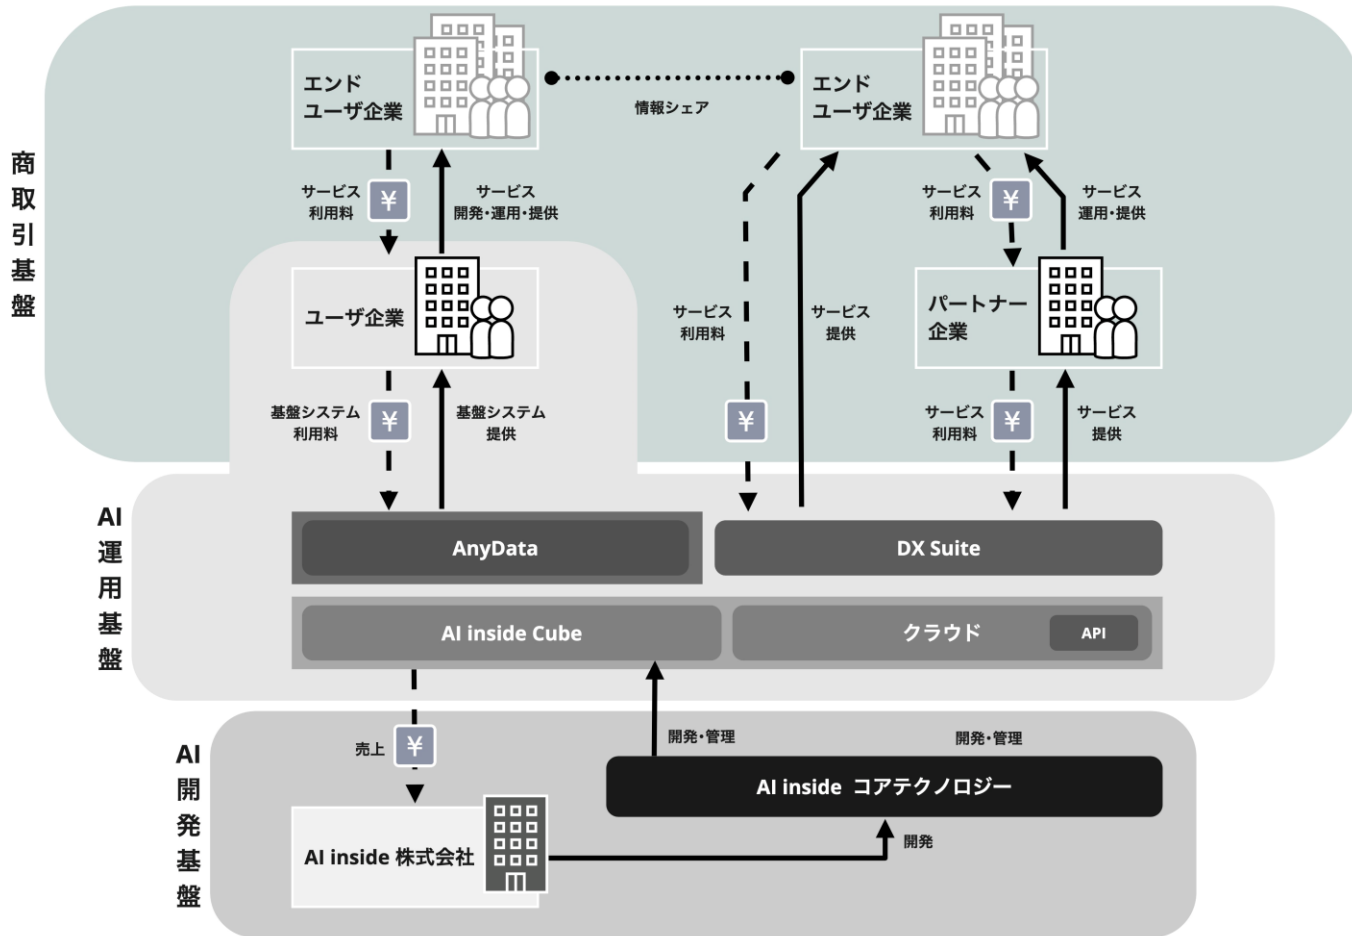 商取引基盤
エンド
ユーザ企業
情報シェア
エンド
ユーザ企業
サービス
利用料
¥
サービス
開発・運用・提供
サービス
利用料
¥
サービス
運用・提供
ユーザ企業
サービス
利用料
¥
サービス
提供
パートナー
企業
基盤システム
利用料
¥
基盤システム
提供
サービス
利用料
¥
サービス
提供
AI運用基盤
AnyData
DX Suite
AI inside Cube
クラウド
API
AI開発基盤
売上
¥
開発・管理
開発・管理
AI inside コアテクノロジー
AI inside 株式会社
開発